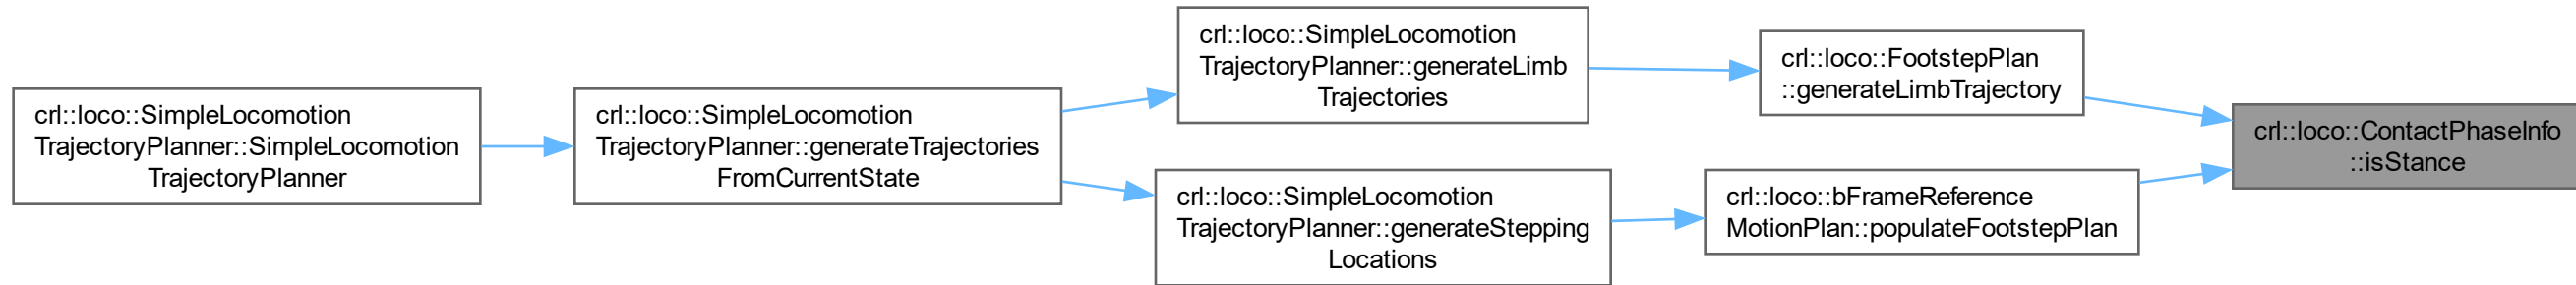 crl::loco::SimpleLocomotion
TrajectoryPlanner::SimpleLocomotion
TrajectoryPlanner
crl::loco::SimpleLocomotion
TrajectoryPlanner::generateTrajectories
FromCurrentState
crl::loco::SimpleLocomotion
TrajectoryPlanner::generateLimb
Trajectories
crl::loco::SimpleLocomotion
TrajectoryPlanner::generateStepping
Locations
crl::loco::FootstepPlan
::generateLimbTrajectory
crl::loco::bFrameReference
MotionPlan::populateFootstepPlan
crl::loco::ContactPhaseInfo
::isStance